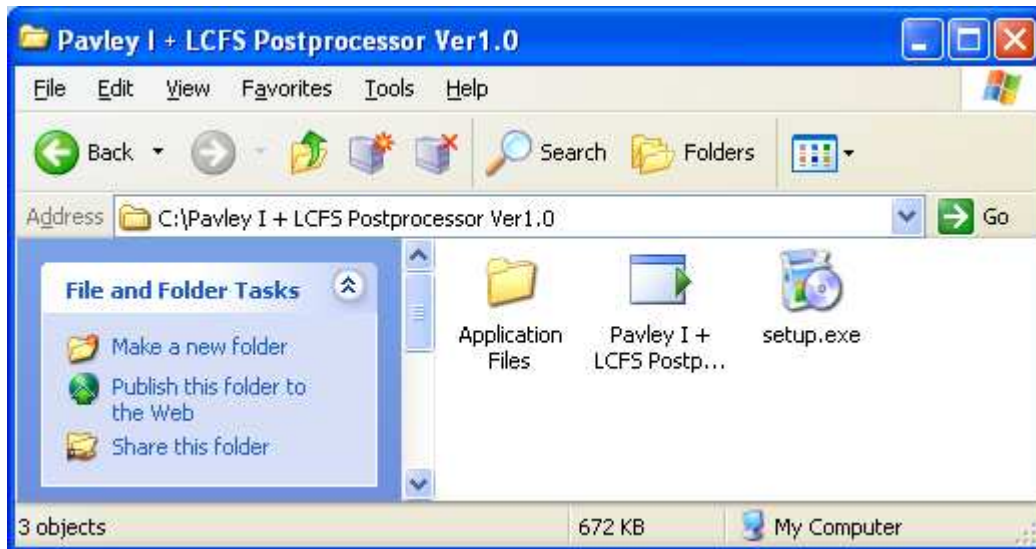 Pavley I + LCFS Postprocessor Ver1.0
File Edit View Favorites Tools Help
Back Search Folders
Address C:\Pavley I + LCFS Postprocessor Ver1.0 Go
File and Folder Tasks
Make a new folder
Publish this folder to
the Web
Share this folder
Application
Files
Pavley I +
LCFS Postp...
setup.exe
3 objects 672 KB My Computer